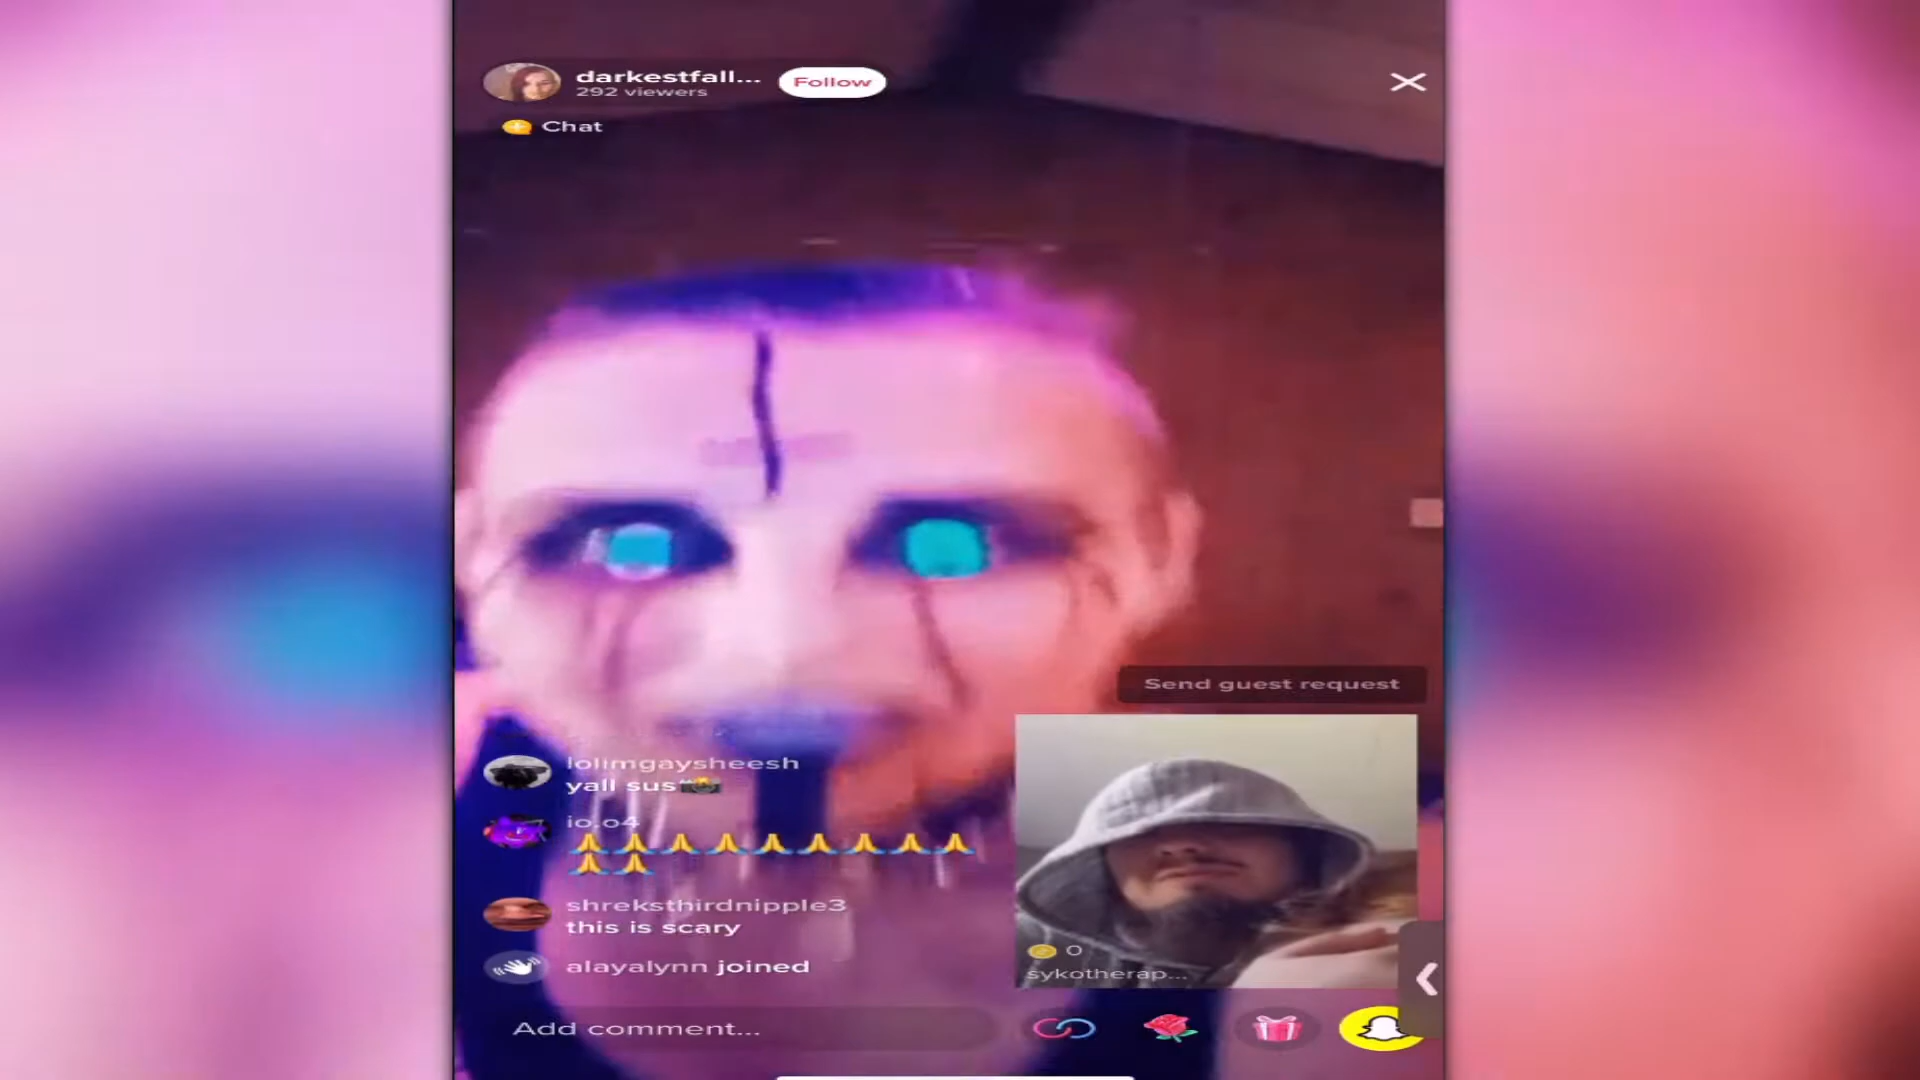 darkestfall...
Follow
292 viewers
Chat
Send guest request
lolimgaysheesh
yall sus
io.o4
shreksthirdnipple3
this is scary
alayalynn joined
0
sykotherap...
Add comment...